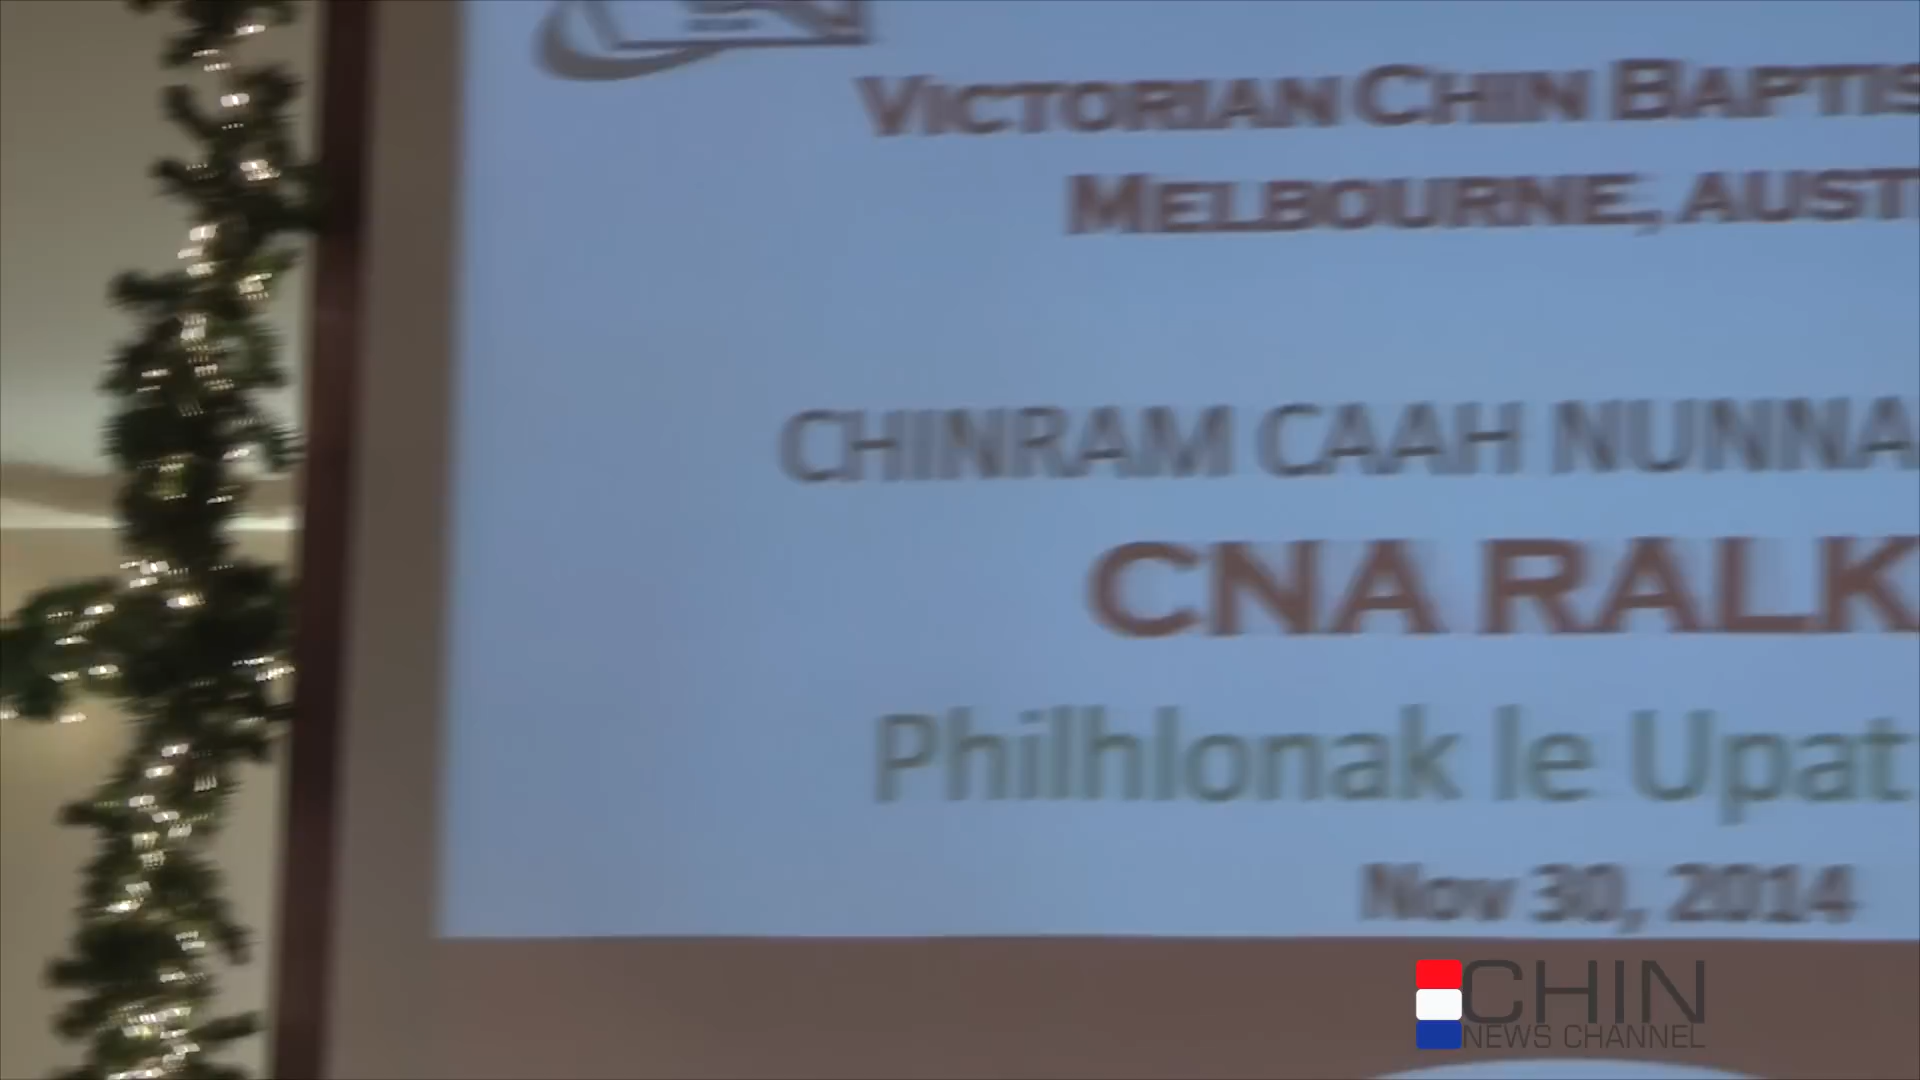 VICTORIAN CHIN BAPTIS
MELBOURNE, AUST
CHINRAM CAAH NUNNA
CNA RALK
Philhlonak le Upat
Nov 30, 2014
CHIN
NEWS CHANNEL